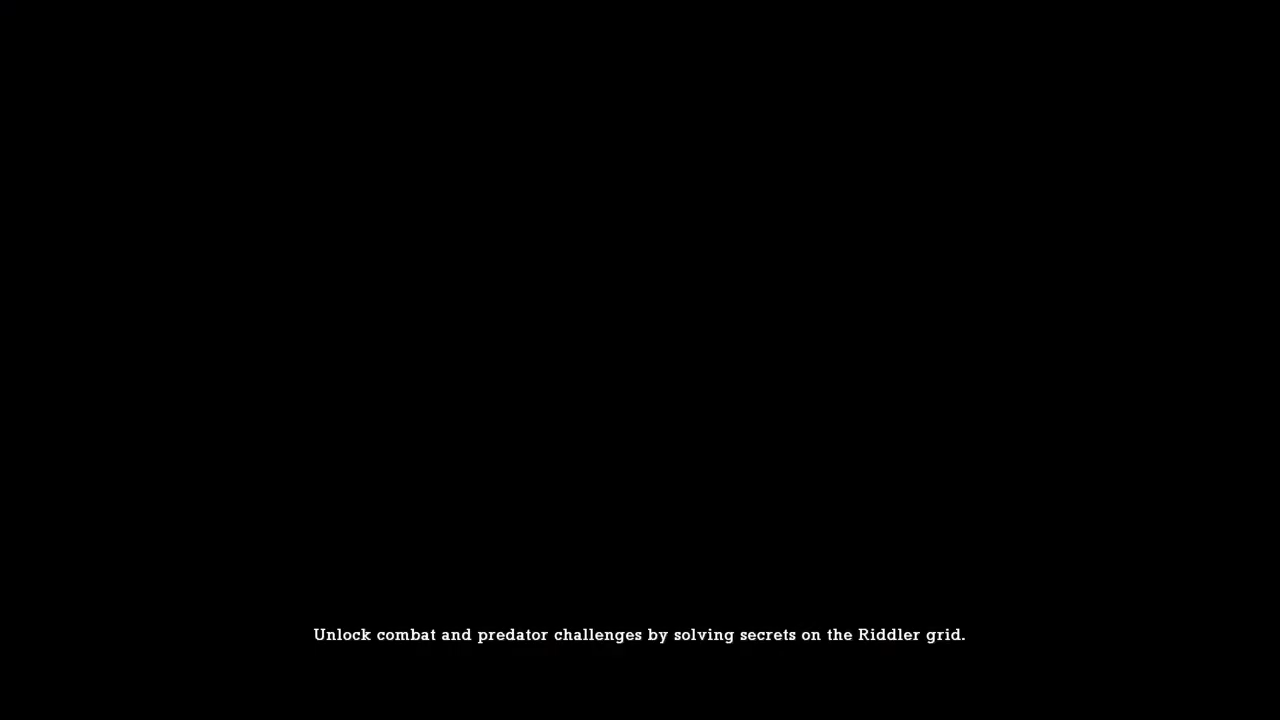 Unlock combat and predator challenges by solving secrets on the Riddler grid.